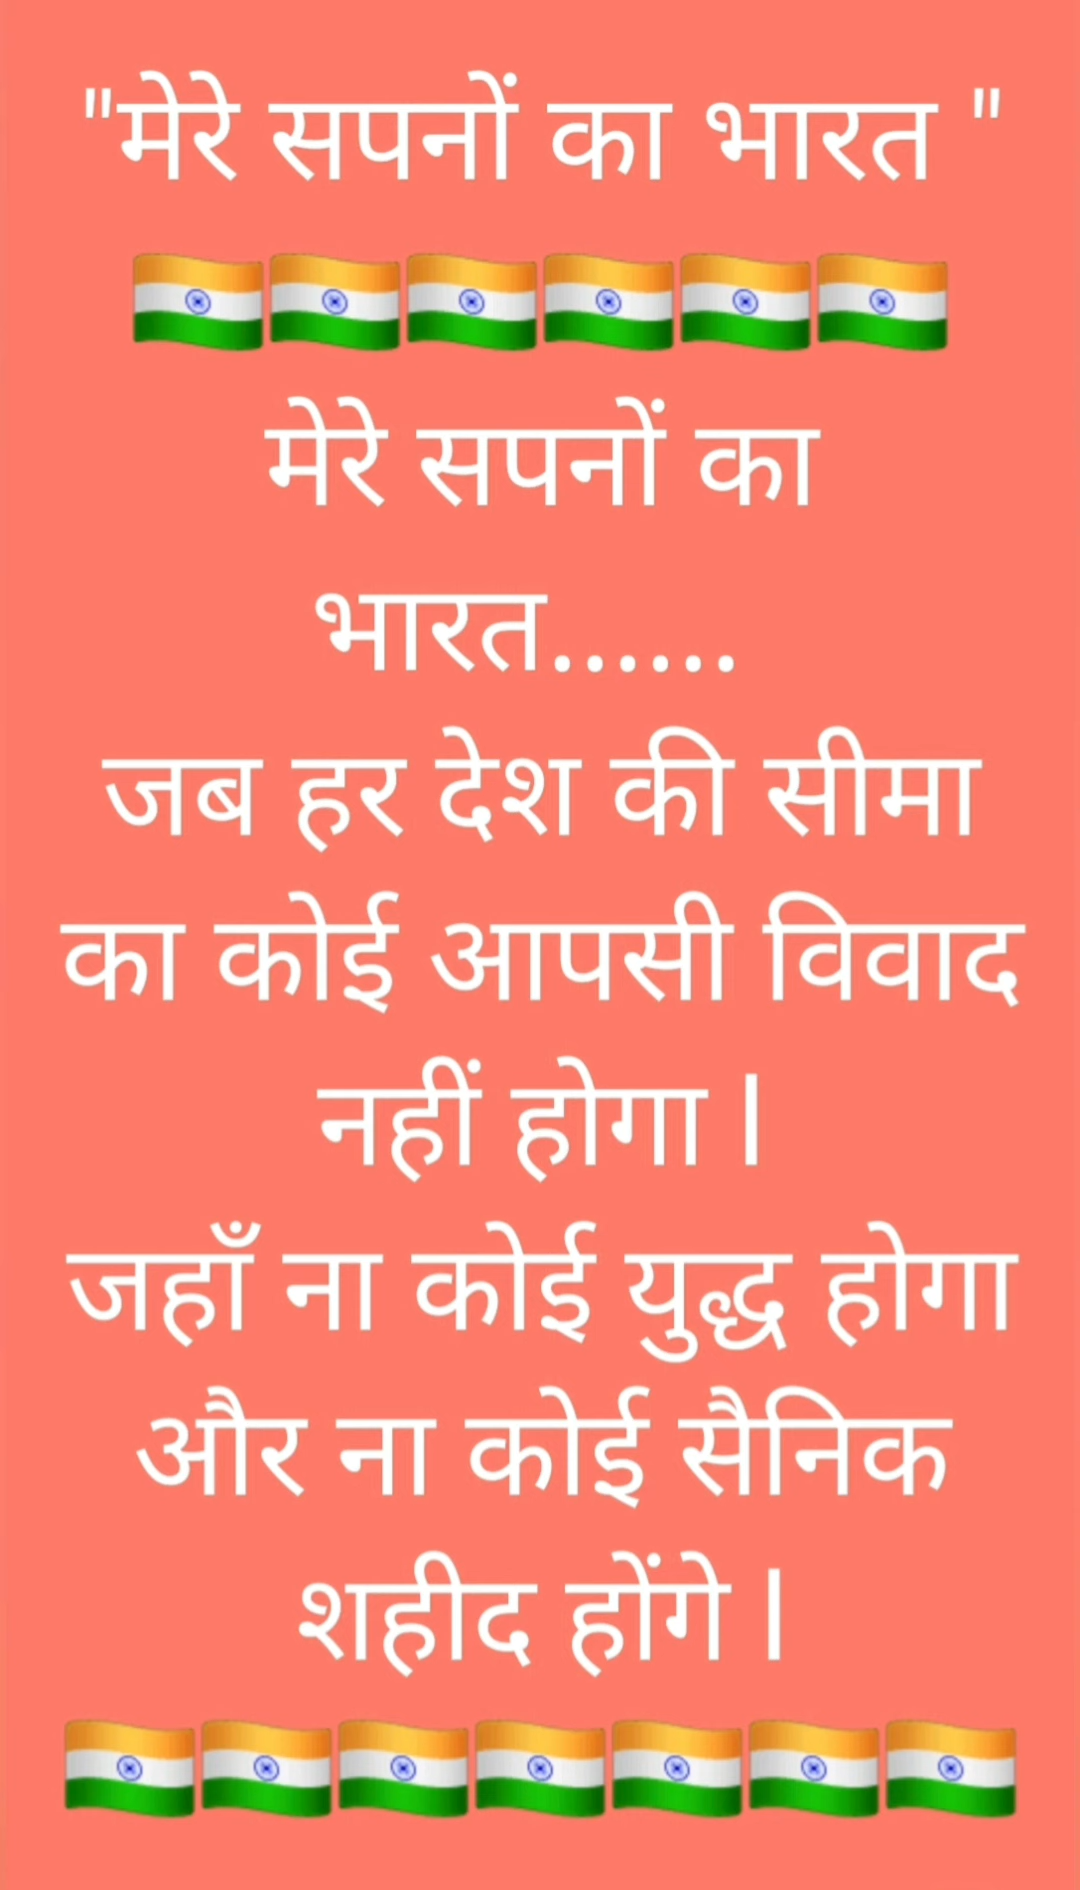 "मेरे सपनों का भारत "
🇮🇳🇮🇳🇮🇳🇮🇳🇮🇳🇮🇳
मेरे सपनों का
भारत......
जब हर देश की सीमा
का कोई आपसी विवाद
नहीं होगा |
जहाँ ना कोई युद्ध होगा
और ना कोई सैनिक
शहीद होंगे |
🇮🇳🇮🇳🇮🇳🇮🇳🇮🇳🇮🇳🇮🇳